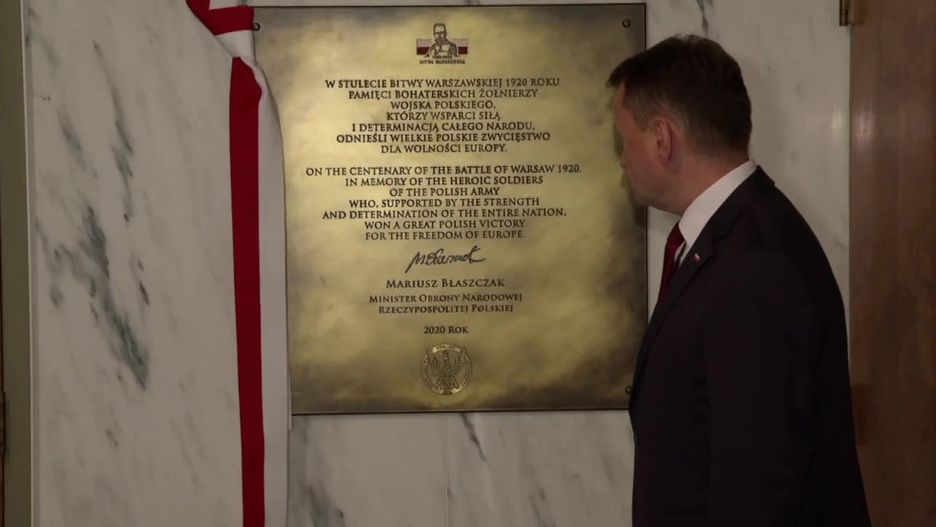 W STULECIE BITWY WARSZAWSKIEJ 1920 ROKU
PAMIĘCI BOHATERSKICH ŻOŁNIERZY
WOJSKA POLSKIEGO,
KTÓRZY WSPARCI SIŁĄ
I DETERMINACJĄ CAŁEGO NARODU,
ODNIEŚLI WIELKIE POLSKIE ZWYCIĘSTWO
DLA WOLNOŚCI EUROPY.
ON THE CENTENARY OF THE BATTLE OF WARSAW 1920,
IN MEMORY OF THE HEROIC SOLDIERS
OF THE POLISH ARMY
WHO, SUPPORTED BY THE STRENGTH
AND DETERMINATION OF THE ENTIRE NATION,
WON A GREAT POLISH VICTORY
FOR THE FREEDOM OF EUROPE.
MARIUSZ BŁASZCZAK
MINISTER OBRONY NARODOWEJ
RZECZYPOSPOLITEJ POLSKIEJ
2020 ROK